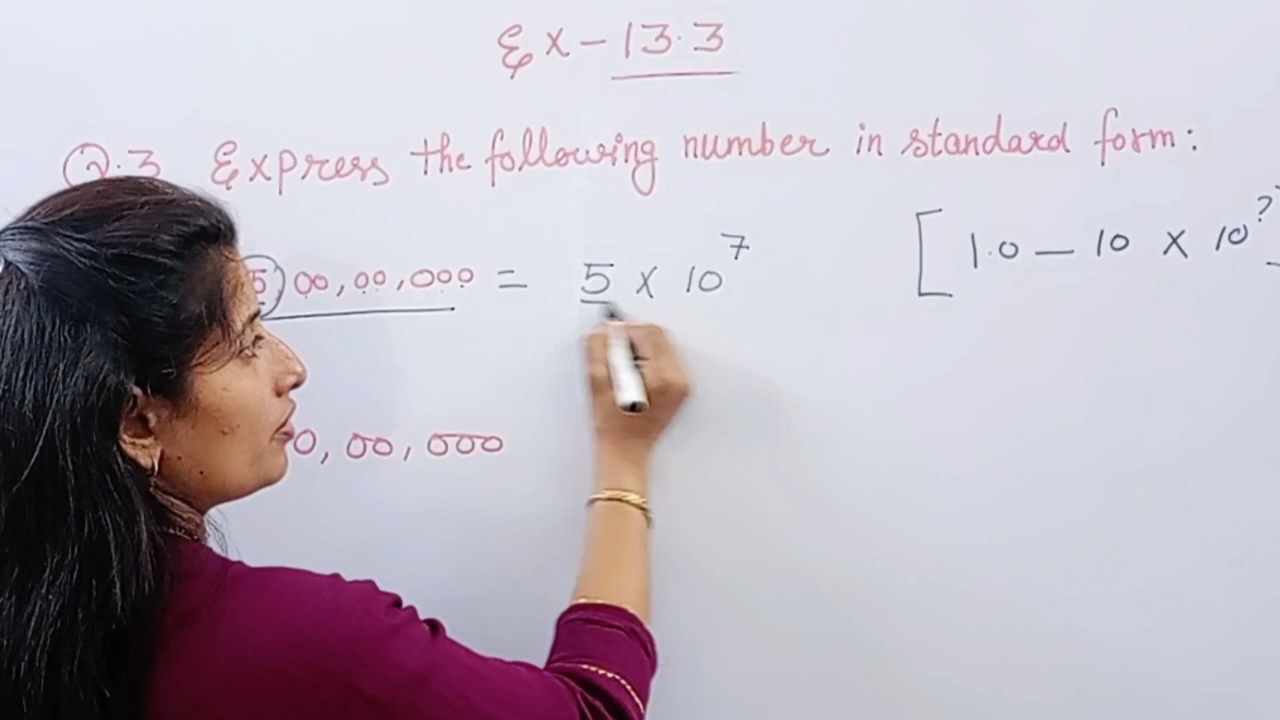 Ex - 13.3
Q.3 Express the following number in standard form:
5,00,00,000 = 5 x 10^7 [1.0 — 10 x 10^?
0,00,000